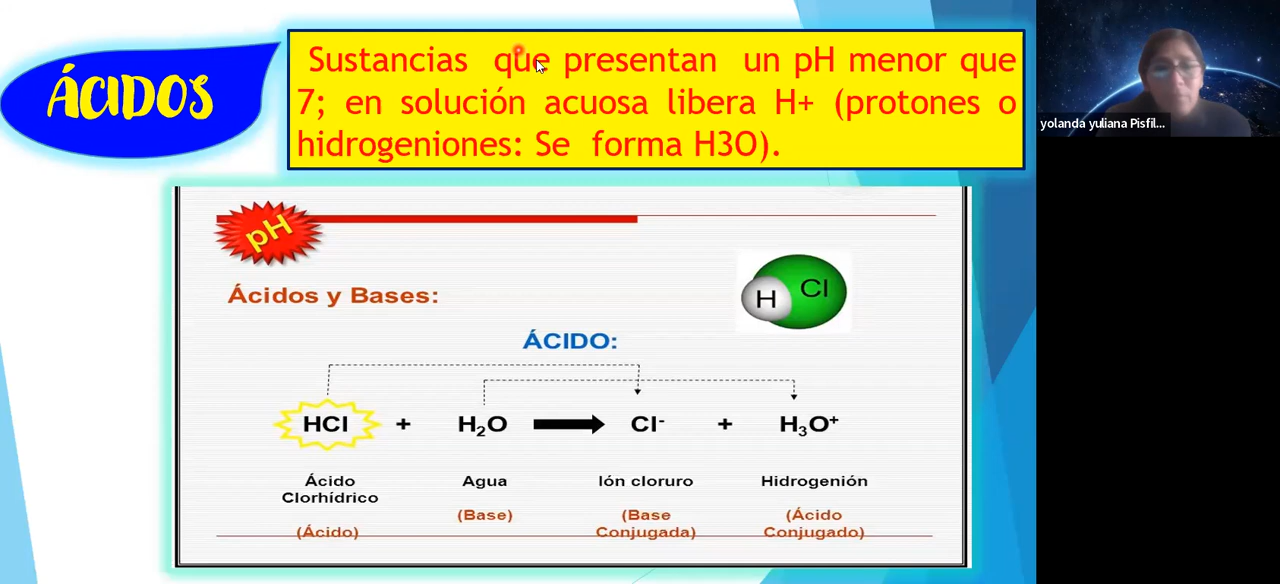 ÁCIDOS
Sustancias que presentan un pH menor que
7; en solución acuosa libera H+ (protones o
hidrogeniones: Se forma H3O).
yolanda yuliana Pisfil...
pH
Ácidos y Bases:
H Cl
ÁCIDO:
HCl + H₂O Cl⁻ + H₃O⁺
Ácido Clorhídrico
Agua
Ión cloruro
Hidrogenión
(Ácido)
(Base)
(Base Conjugada)
(Ácido Conjugado)